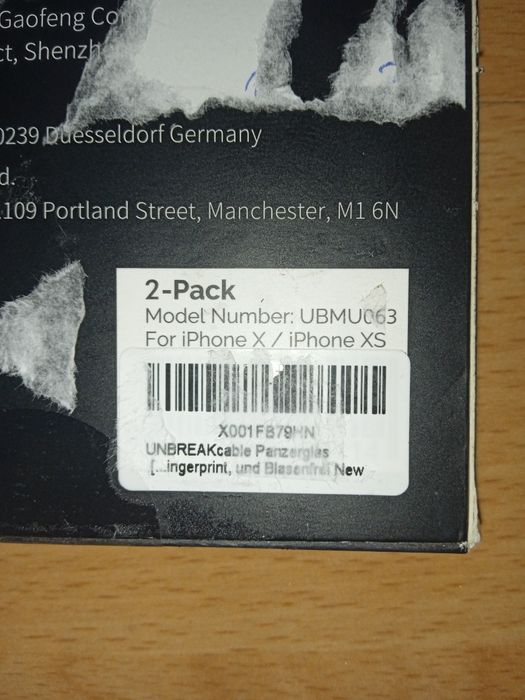 Gaofeng
ct, Shenzh
0239 Duesseldorf Germany
d.
109 Portland Street, Manchester, M1 6N
2-Pack
Model Number: UBMU063
For iPhone X / iPhone XS
X001FB79HN
UNBREAKcable Panzerglas
[...ingerprint, und Blasenfrei New